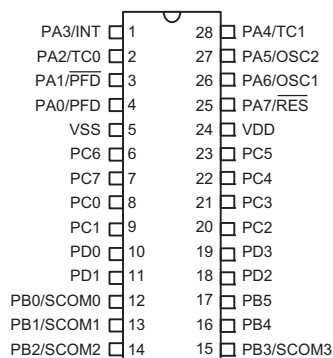 PA3/INT 1 28 PA4/TC1
PA2/TC0 2 27 PA5/OSC2
PA1/PFD 3 26 PA6/OSC1
PA0/PFD 4 25 PA7/RES
VSS 5 24 VDD
PC6 6 23 PC5
PC7 7 22 PC4
PC0 8 21 PC3
PC1 9 20 PC2
PD0 10 19 PD3
PD1 11 18 PD2
PB0/SCOM0 12 17 PB5
PB1/SCOM1 13 16 PB4
PB2/SCOM2 14 15 PB3/SCOM3